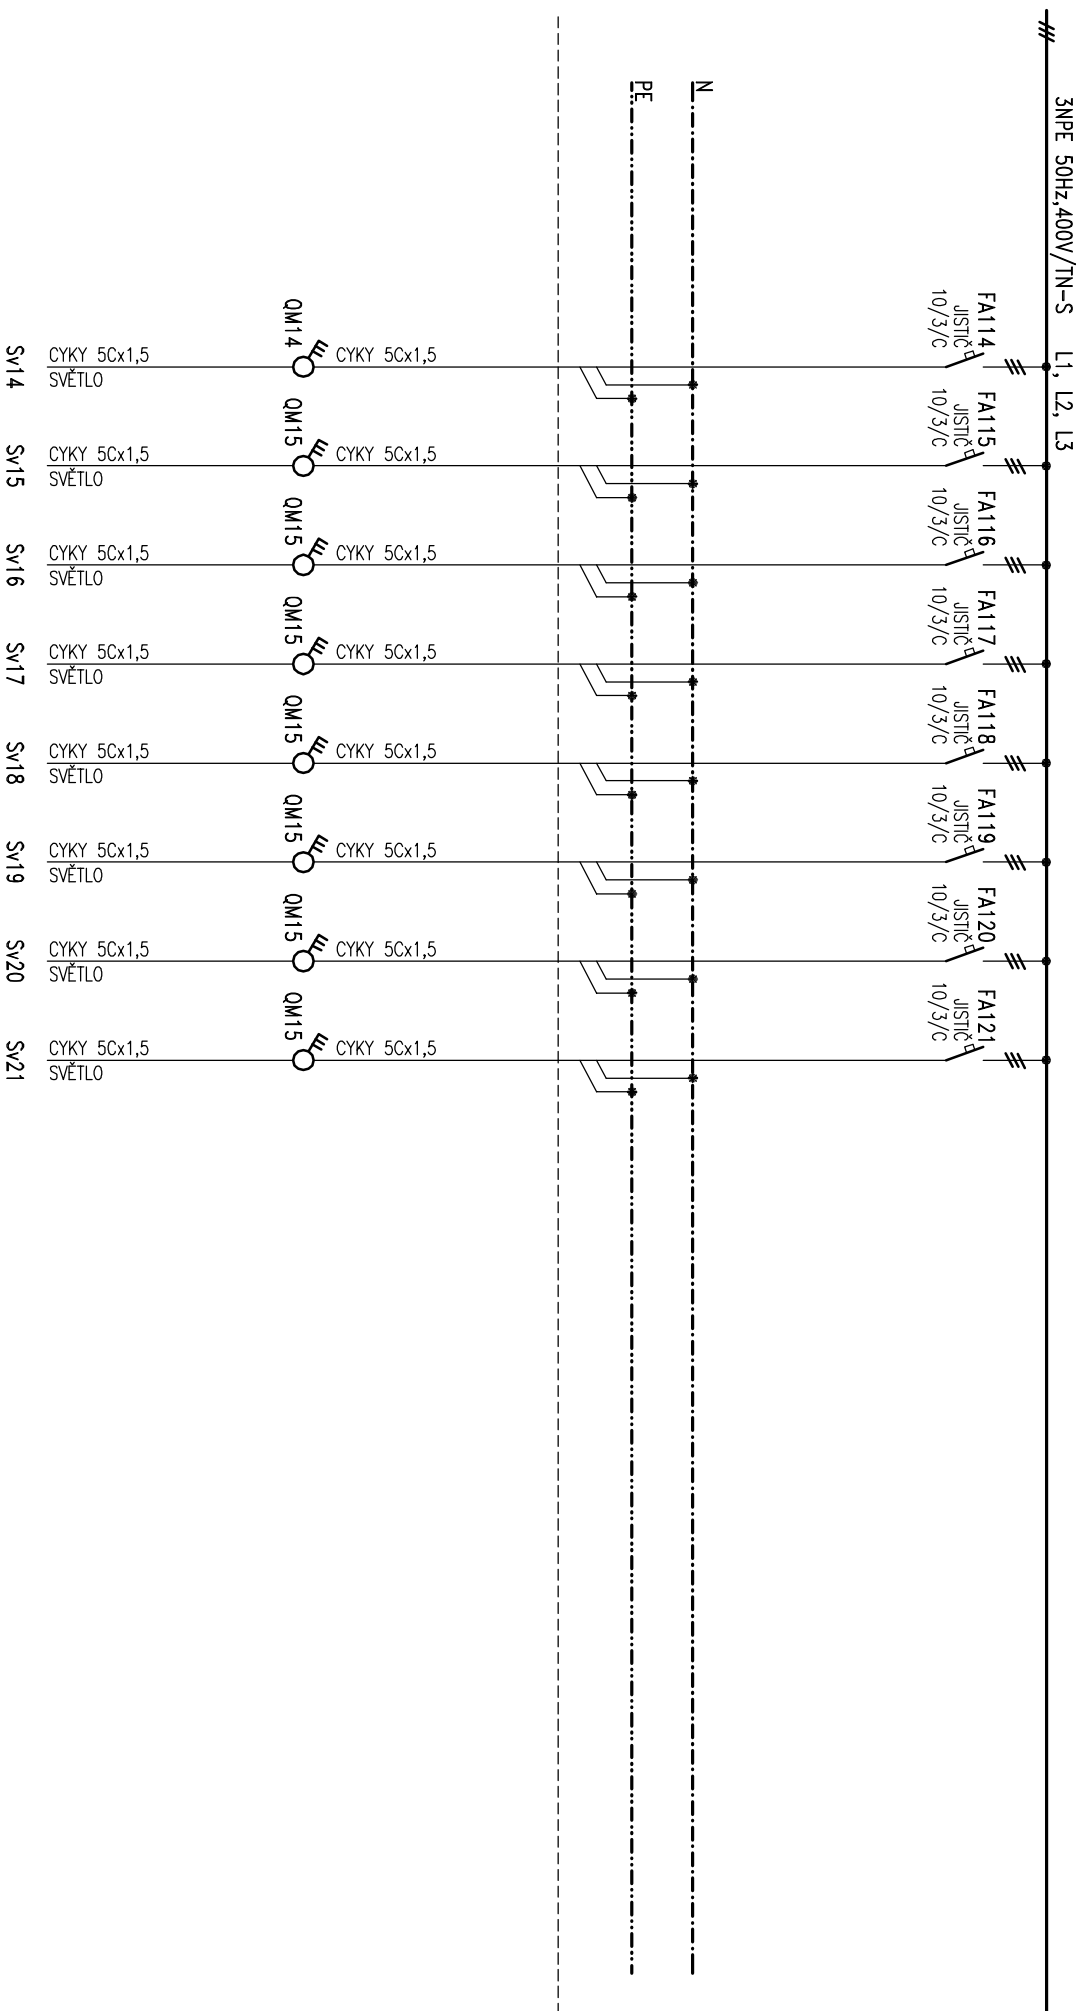 3NPE 50Hz,400V/TN-S L1, L2, L3
N
PE
FA114
JISTIČ
10/3/C
QM14
CYKY 5Cx1,5
CYKY 5Cx1,5
SVĚTLO
Sv14
FA115
JISTIČ
10/3/C
QM15
CYKY 5Cx1,5
CYKY 5Cx1,5
SVĚTLO
Sv15
FA116
JISTIČ
10/3/C
QM15
CYKY 5Cx1,5
CYKY 5Cx1,5
SVĚTLO
Sv16
FA117
JISTIČ
10/3/C
QM15
CYKY 5Cx1,5
CYKY 5Cx1,5
SVĚTLO
Sv17
FA118
JISTIČ
10/3/C
QM15
CYKY 5Cx1,5
CYKY 5Cx1,5
SVĚTLO
Sv18
FA119
JISTIČ
10/3/C
QM15
CYKY 5Cx1,5
CYKY 5Cx1,5
SVĚTLO
Sv19
FA120
JISTIČ
10/3/C
QM15
CYKY 5Cx1,5
CYKY 5Cx1,5
SVĚTLO
Sv20
FA121
JISTIČ
10/3/C
QM15
CYKY 5Cx1,5
CYKY 5Cx1,5
SVĚTLO
Sv21